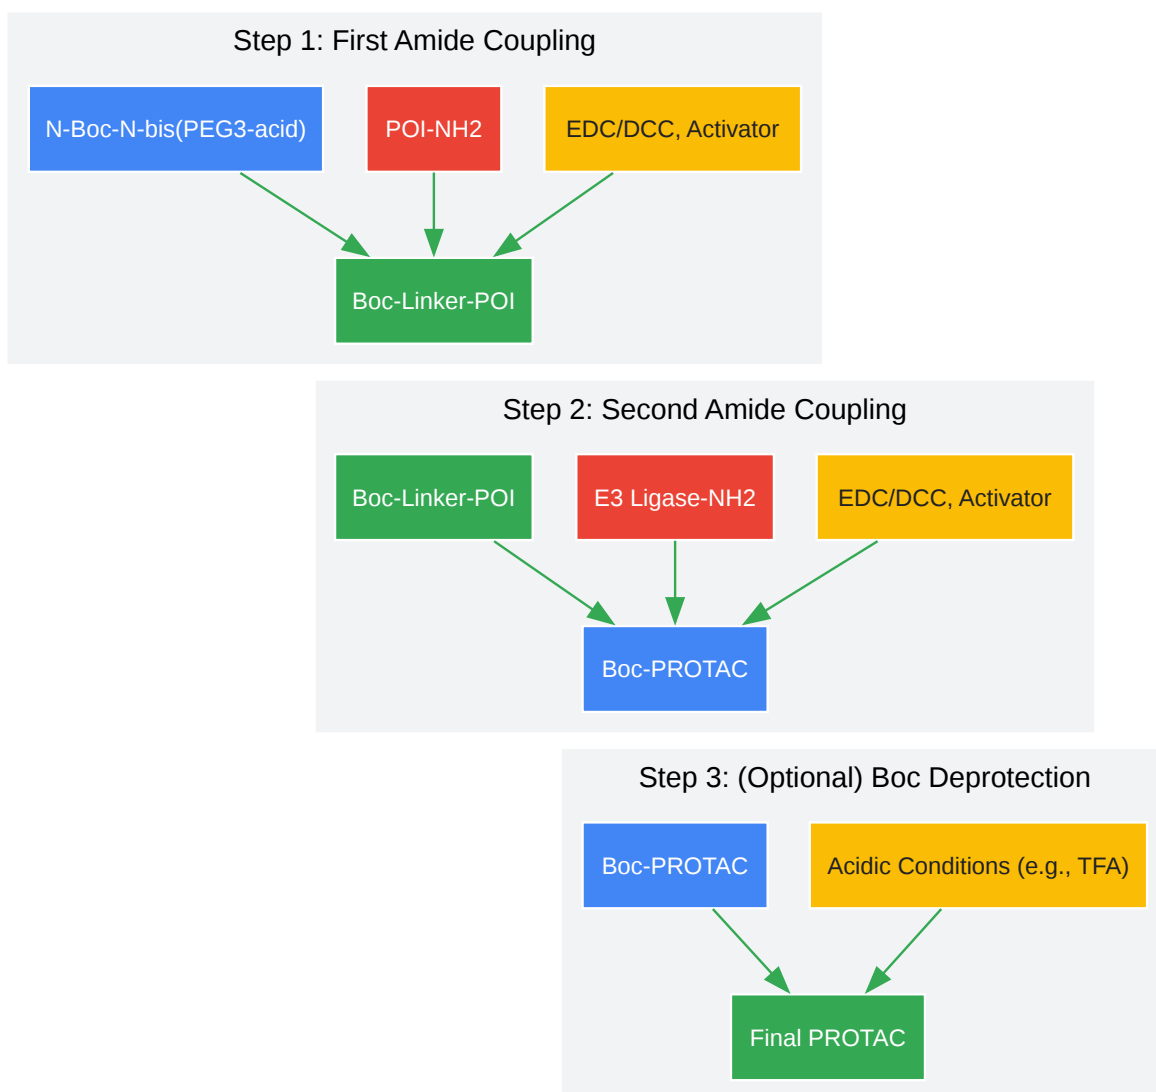 Step 1: First Amide Coupling
N-Boc-N-bis(PEG3-acid)
POI-NH2
EDC/DCC, Activator
Boc-Linker-POI
Step 2: Second Amide Coupling
Boc-Linker-POI
E3 Ligase-NH2
EDC/DCC, Activator
Boc-PROTAC
Step 3: (Optional) Boc Deprotection
Boc-PROTAC
Acidic Conditions (e.g., TFA)
Final PROTAC